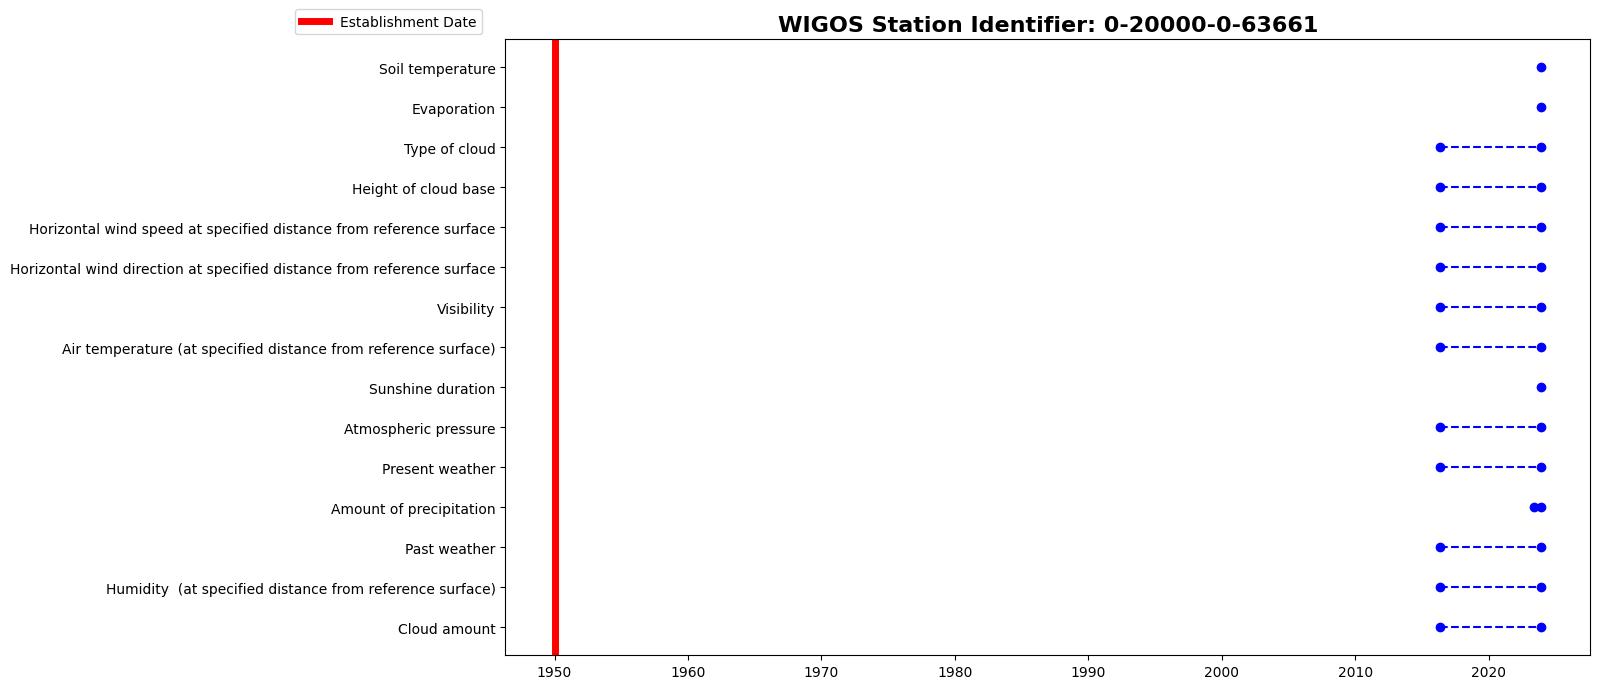 Establishment Date
WIGOS Station Identifier: 0-20000-0-63661
Soil temperature
Evaporation
Type of cloud
Height of cloud base
Horizontal wind speed at specified distance from reference surface
Horizontal wind direction at specified distance from reference surface
Visibility
Air temperature (at specified distance from reference surface)
Sunshine duration
Atmospheric pressure
Present weather
Amount of precipitation
Past weather
Humidity  (at specified distance from reference surface)
Cloud amount
1950 1960 1970 1980 1990 2000 2010 2020